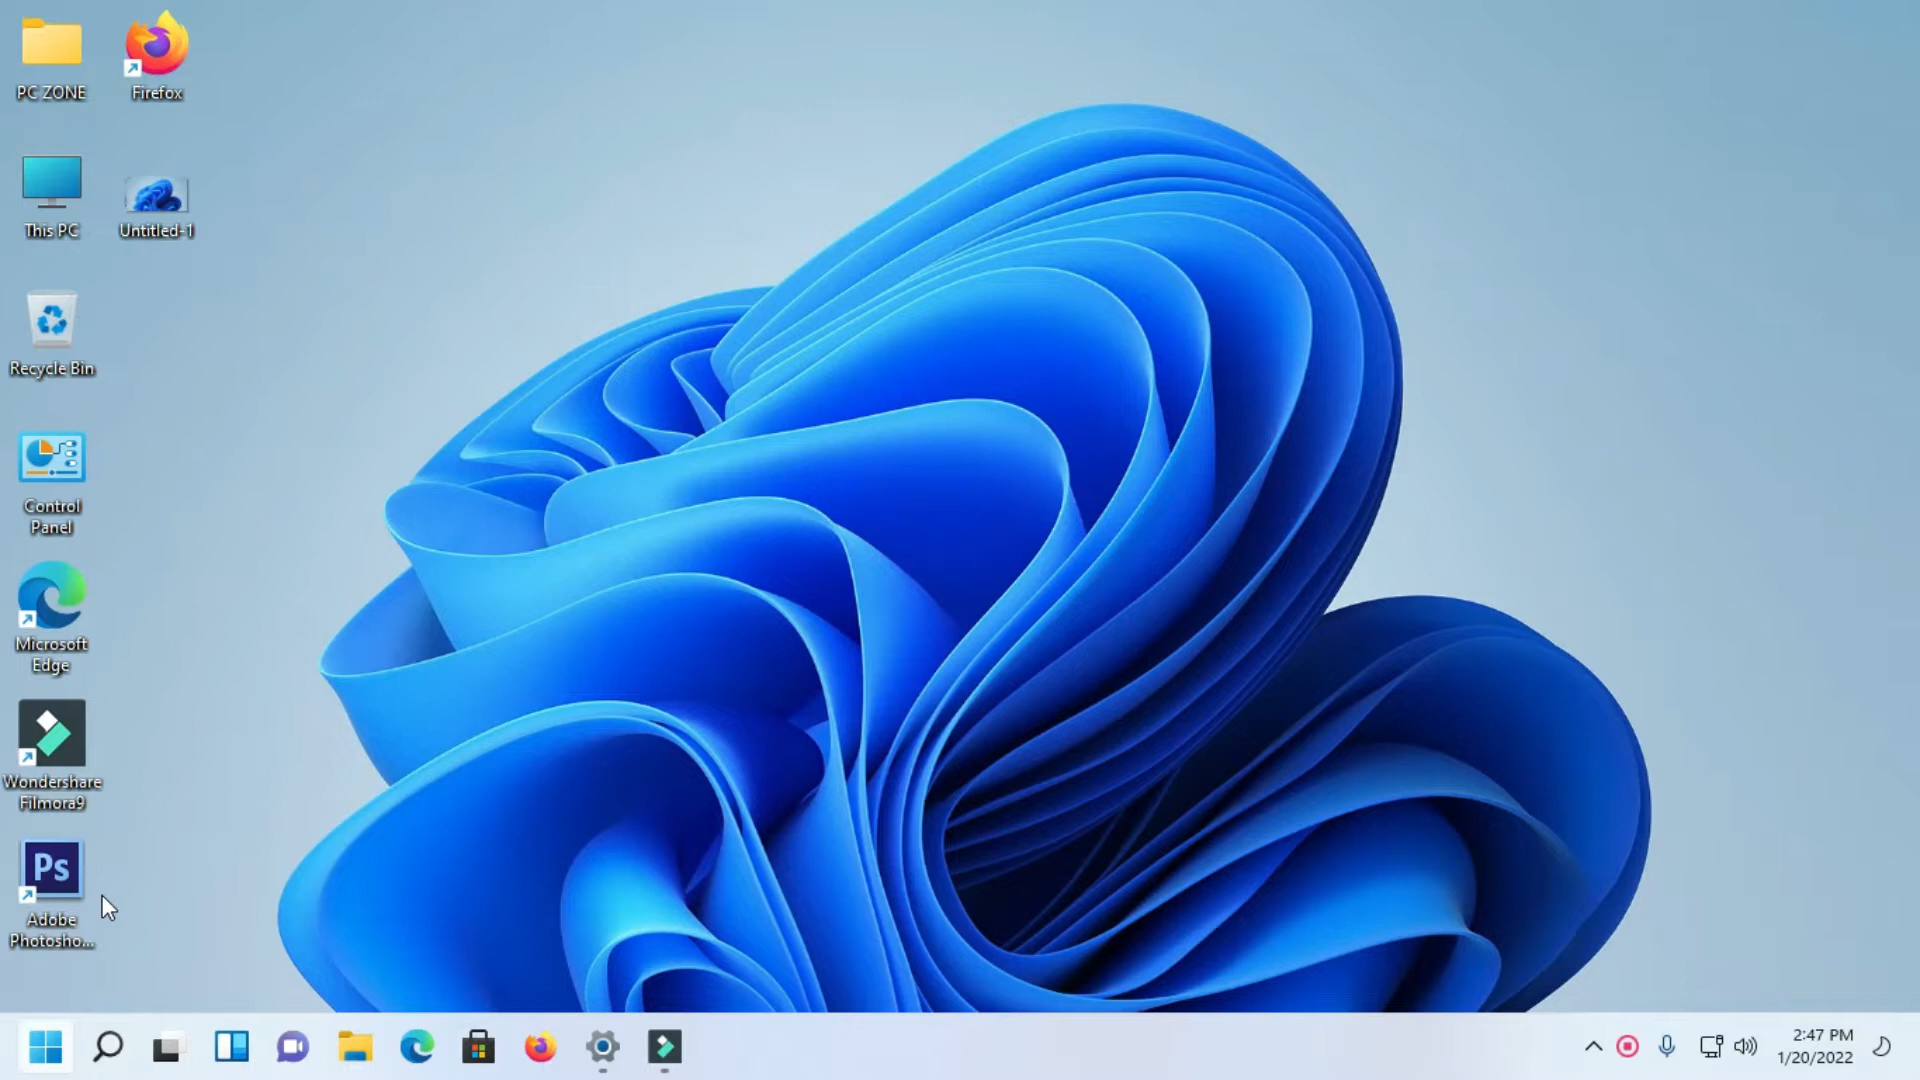 PC ZONE
Firefox
This PC
Untitled-1
Recycle Bin
Control
Panel
Microsoft
Edge
Wondershare
Filmora9
Ps
Adobe
Photosho...
2:47 PM
1/20/2022